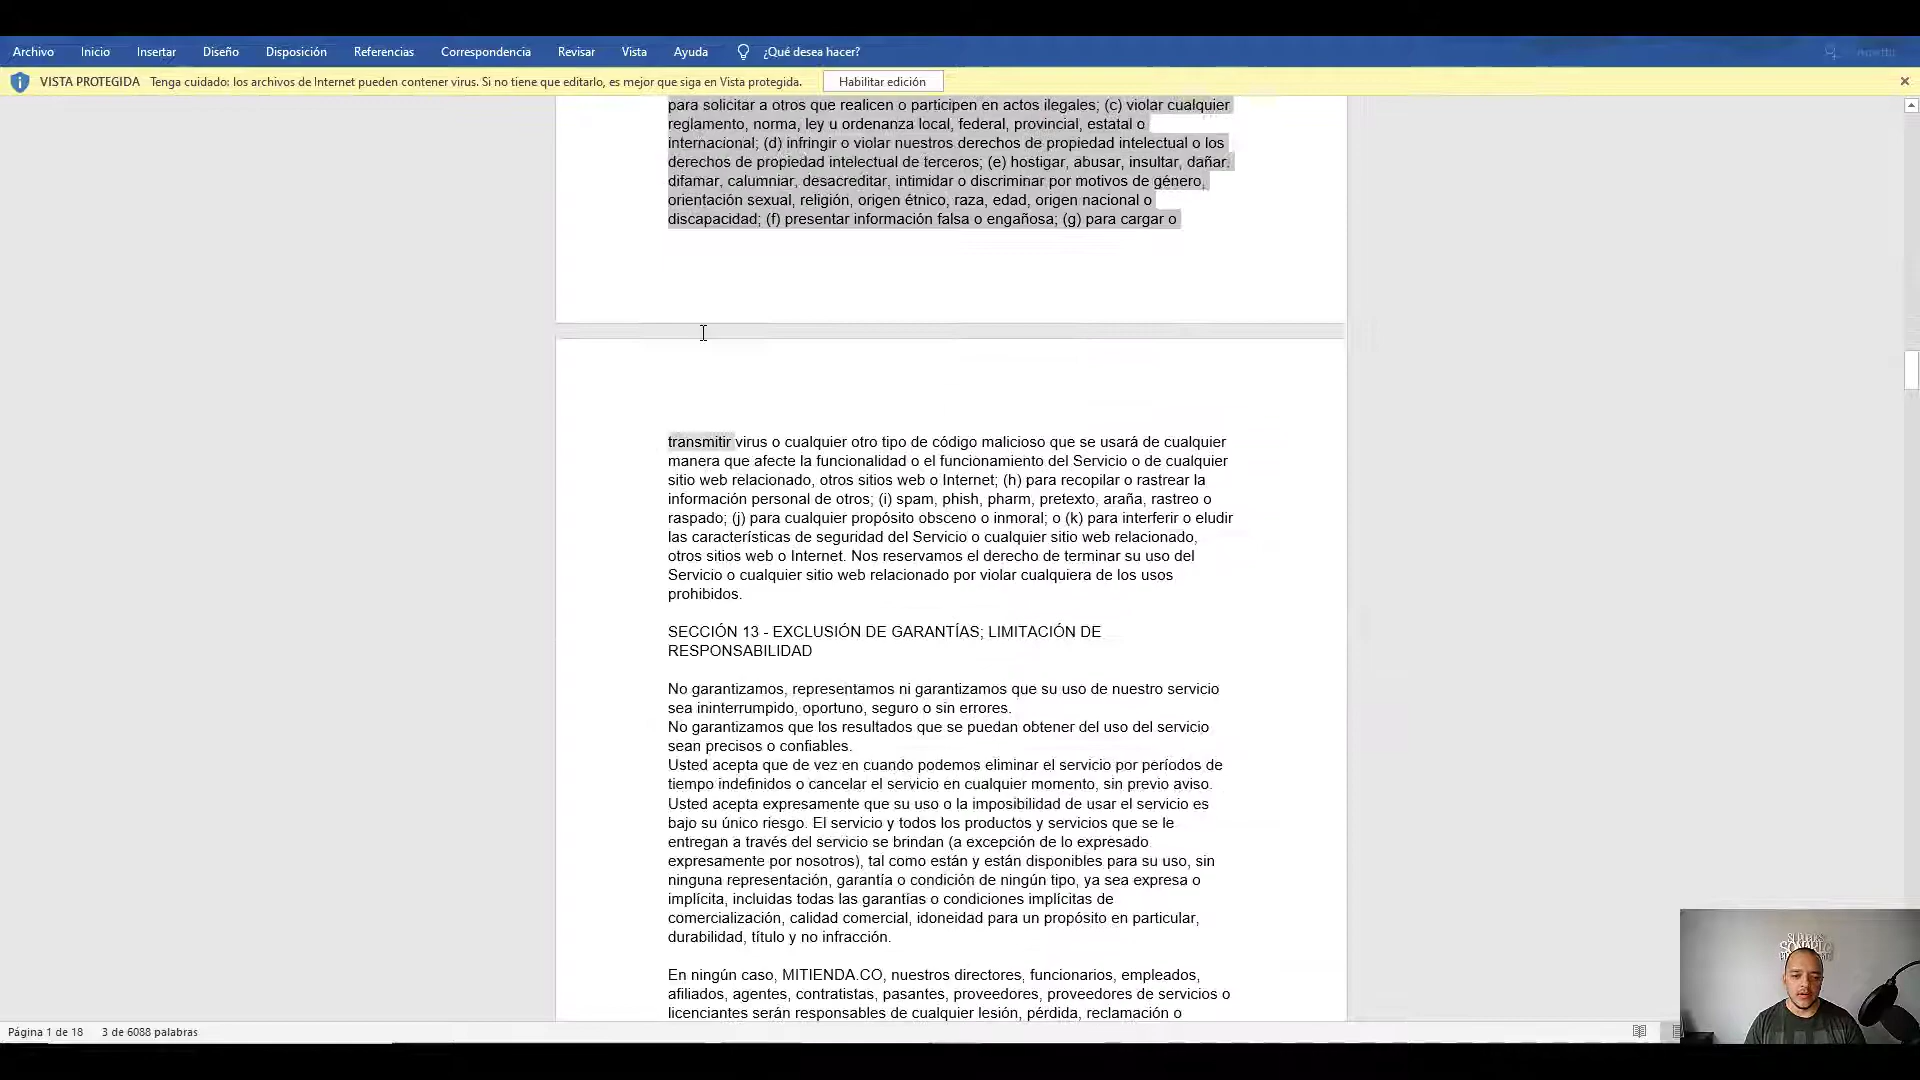 Archivo Inicio Insertar Diseño Disposición Referencias Correspondencia Revisar Vista Ayuda ¿Qué desea hacer?
VISTA PROTEGIDA Tenga cuidado: los archivos de Internet pueden contener virus. Si no tiene que editarlo, es mejor que siga en Vista protegida. Habilitar edición
para solicitar a otros que realicen o participen en actos ilegales; (c) violar cualquier
reglamento, norma, ley u ordenanza local, federal, provincial, estatal o
internacional; (d) infringir o violar nuestros derechos de propiedad intelectual o los
derechos de propiedad intelectual de terceros; (e) hostigar, abusar, insultar, dañar,
difamar, calumniar, desacreditar, intimidar o discriminar por motivos de género,
orientación sexual, religión, origen étnico, raza, edad, origen nacional o
discapacidad; (f) presentar información falsa o engañosa; (g) para cargar o
transmitir virus o cualquier otro tipo de código malicioso que se usará de cualquier
manera que afecte la funcionalidad o el funcionamiento del Servicio o de cualquier
sitio web relacionado, otros sitios web o Internet; (h) para recopilar o rastrear la
información personal de otros; (i) spam, phish, pharm, pretexto, araña, rastreo o
raspado; (j) para cualquier propósito obsceno o inmoral; o (k) para interferir o eludir
las características de seguridad del Servicio o cualquier sitio web relacionado,
otros sitios web o Internet. Nos reservamos el derecho de terminar su uso del
Servicio o cualquier sitio web relacionado por violar cualquiera de los usos
prohibidos.
SECCIÓN 13 - EXCLUSIÓN DE GARANTÍAS; LIMITACIÓN DE
RESPONSABILIDAD
No garantizamos, representamos ni garantizamos que su uso de nuestro servicio
sea ininterrumpido, oportuno, seguro o sin errores.
No garantizamos que los resultados que se puedan obtener del uso del servicio
sean precisos o confiables.
Usted acepta que de vez en cuando podemos eliminar el servicio por períodos de
tiempo indefinidos o cancelar el servicio en cualquier momento, sin previo aviso.
Usted acepta expresamente que su uso o la imposibilidad de usar el servicio es
bajo su único riesgo. El servicio y todos los productos y servicios que se le
entregan a través del servicio se brindan (a excepción de lo expresado
expresamente por nosotros), tal como están y están disponibles para su uso, sin
ninguna representación, garantía o condición de ningún tipo, ya sea expresa o
implícita, incluidas todas las garantías o condiciones implícitas de
comercialización, calidad comercial, idoneidad para un propósito en particular,
durabilidad, título y no infracción.
En ningún caso, MITIENDA.CO, nuestros directores, funcionarios, empleados,
afiliados, agentes, contratistas, pasantes, proveedores, proveedores de servicios o
licenciantes serán responsables de cualquier lesión, pérdida, reclamación o
Página 1 de 18 3 de 6088 palabras